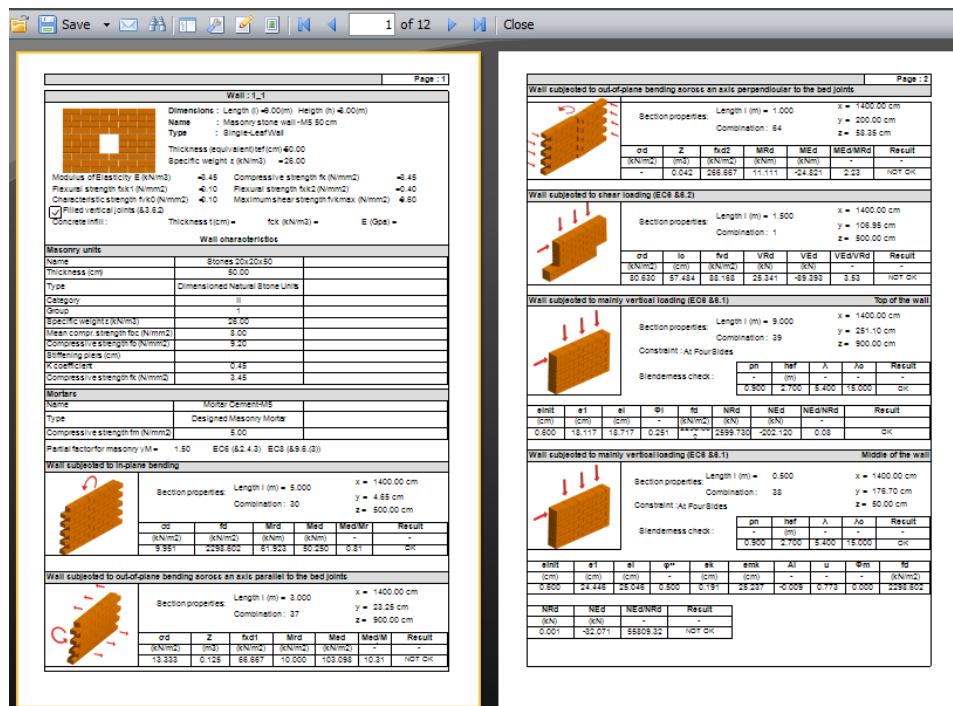 Save 1 of 12 Close
Page : 1
Wall : 1_1
Dimensions : Length (l) =9.00(m) Heigth (h) =3.00(m)
Name : Masonry stone wall-M5 50 cm
Type : Single-Leaf Wall
Thickness (equivalent) tef(cm)=50.00
Specific weight ε (kN/m3) =26.00
Modulus of Elasticity E (kN/m3) =3.45 Compressive strength fk (N/mm2) =3.45
Flexural strength fxk1 (N/mm2) =0.10 Flexural strength fxk2 (N/mm2) =0.40
Characteristic strength fvk0 (N/mm2) =0.10 Maximum shear strength fvkmax (N/mm2)
Filled vertical joints (&3.6.2)
Concrete Infill : Thickness t (cm) = fck (kN/m3) = E (Gpa) =
Wall characteristics
Masonry units
Name Stones 20x20x50
Thickness (cm) 50.00
Type Dimensioned Natural Stone Units
Category II
Group 1
Specific weight ε (kN/m3) 26.00
Mean compr. strength fbc (N/mm2) 8.00
Compressive strength fb (N/mm2) 9.20
Stiffening piers (cm)
K coefficient 0.45
Compressive strength fk (N/mm2) 3.45
Mortars
Name Mortar Cement-M5
Type Designed Masonry Mortar
Compressive strength fm (N/mm2) 5.00
Partial factor for masonry γM = 1.50 EC6 (&2.4.3) EC8 (&9.6.(3))
Wall subjected to in-plane bending
Section properties: Length l (m) = 5.000 x = 1400.00 cm
Combination : 30 y = 4.65 cm
z = 500.00 cm
σd fd Mrd Med Med/Mr Result
(kN/m2) (kN/m2) (kNm) (kNm) - -
9.951 2298.602 61.923 50.250 0.81 OK
Wall subjected to out-of-plane bending across an axis parallel to the bed joints
Section properties: Length l (m) = 3.000 x = 1400.00 cm
Combination : 37 y = 23.25 cm
z = 900.00 cm
σd Z fxd1 Mrd Med Med/M Result
(kN/m2) (m3) (kN/m2) (kNm) (kN/m2) - -
13.333 0.125 66.667 10.000 103.098 10.31 NOT OK
Page : 2
Wall subjected to out-of-plane bending across an axis perpendicular to the bed joints
Section properties: Length l (m) = 1.000 x = 1400.00 cm
Combination : 64 y = 200.00 cm
z = 58.35 cm
σd Z fxd2 MRd MEd MEd/MRd Result
(kN/m2) (m3) (kN/m2) (kNm) (kNm) - -
- 0.042 266.667 11.111 -24.821 2.23 NOT OK
Wall subjected to shear loading (EC6 &6.2)
Section properties: Length l (m) = 1.500 x = 1400.00 cm
Combination : 1 y = 106.95 cm
z = 500.00 cm
σd lc fvd VRd VEd VEd/VRd Result
(kN/m2) (cm) (kN/m2) (kN) (kN) - -
80.630 57.484 88.168 25.341 -89.393 3.53 NOT OK
Wall subjected to mainly vertical loading (EC6 &6.1) Top of the wall
Section properties: Length l (m) = 9.000 x = 1400.00 cm
Combination : 39 y = 251.10 cm
Constraint : At Four Sides z = 900.00 cm
Slenderness check : ρn hef λ λc Result
- (m) - - -
0.900 2.700 5.400 15.000 OK
einit e1 ei Φi fd NRd NEd NEd/NRd Result
(cm) (cm) (cm) - (kN/m2) (kN) (kN) - -
0.600 18.117 18.717 0.251 2599.730 -202.120 0.08 OK
Wall subjected to mainly vertical loading (EC6 &6.1) Middle of the wall
Section properties: Length l (m) = 0.500 x = 1400.00 cm
Combination : 38 y = 176.70 cm
Constraint : At Four Sides z = 50.00 cm
Slenderness check : ρn hef λ λc Result
- (m) - - -
0.900 2.700 5.400 15.000 OK
einit e1 ei φ∞ ek emk Al u Φm fd
(cm) (cm) (cm) - (cm) (cm) - - - (kN/m2)
0.600 24.446 25.046 0.500 0.191 25.237 -0.009 0.773 0.000 2298.602
NRd NEd NEd/NRd Result
(kN) (kN) - -
0.001 -32.071 55809.32 NOT OK